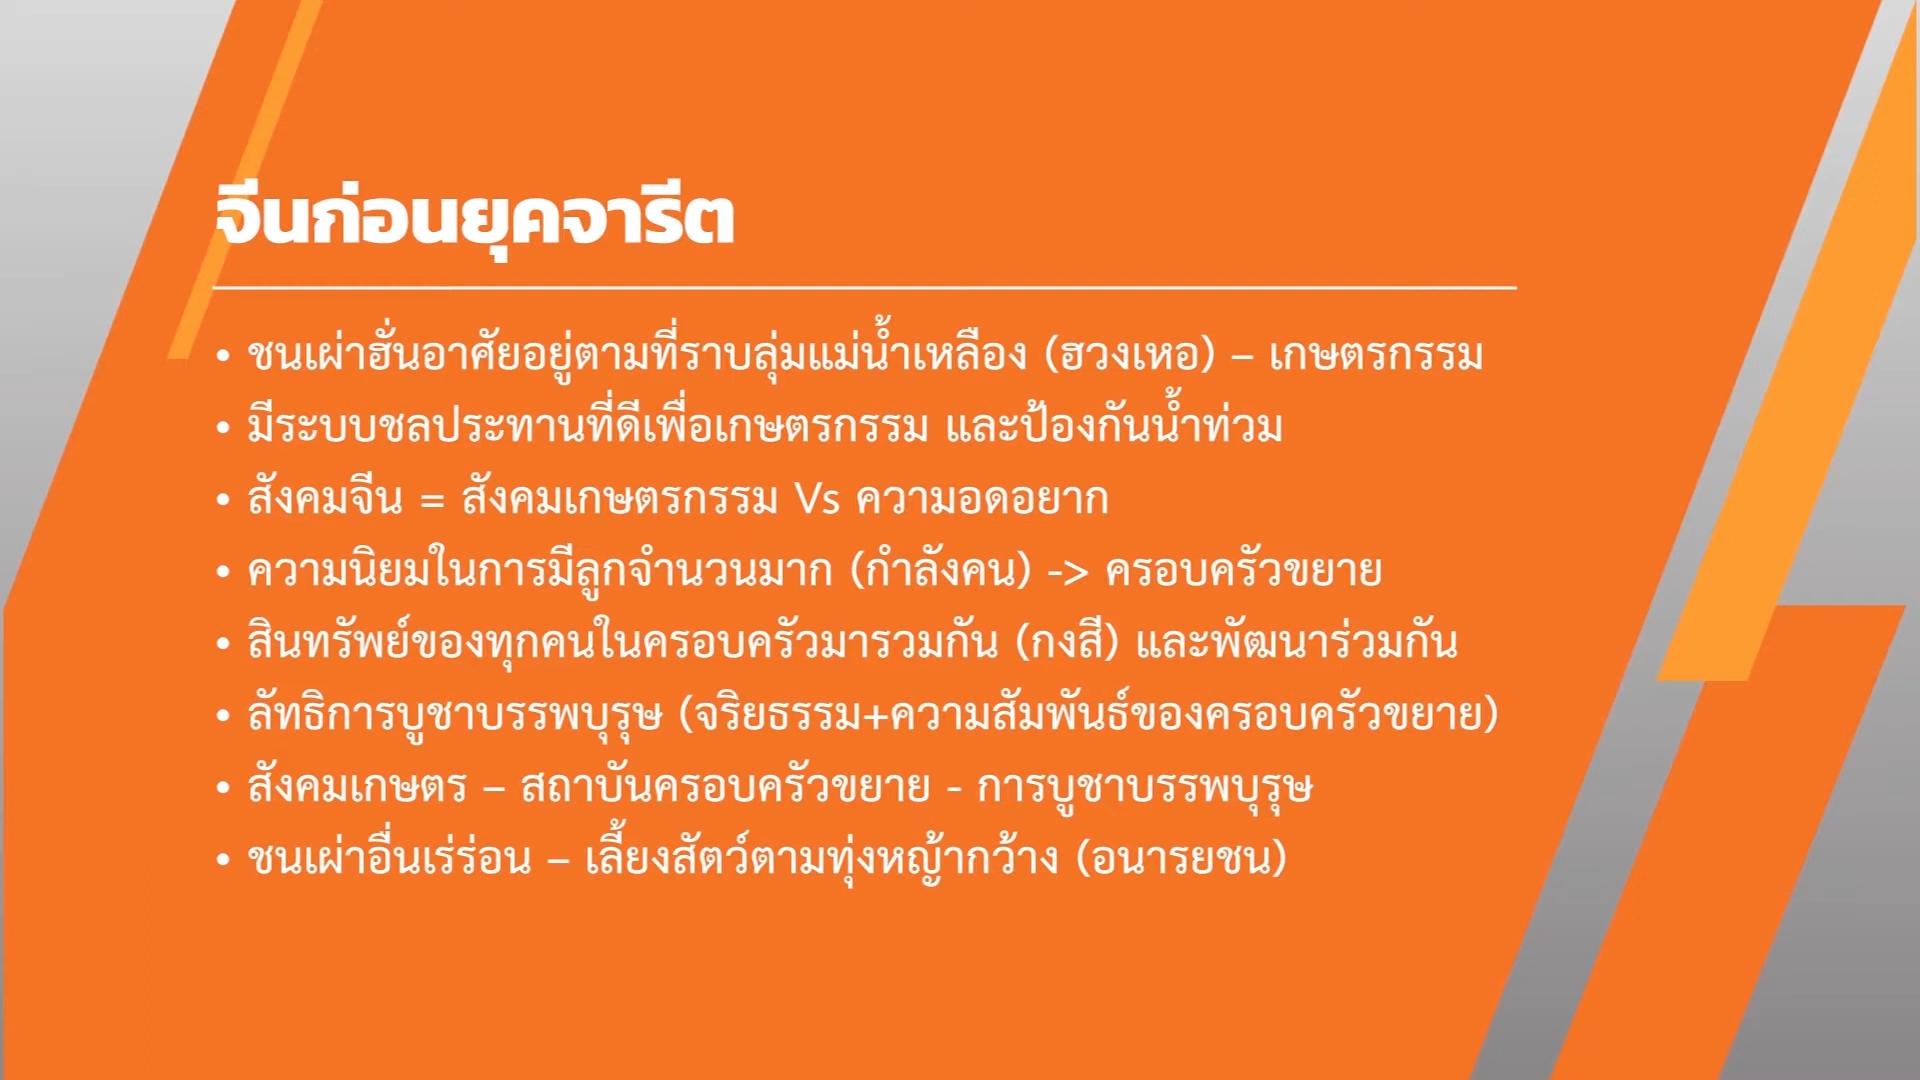 จีนก่อนยุคจารีต
• ชนเผ่าฮั่นอาศัยอยู่ตามที่ราบลุ่มแม่น้ำเหลือง (ฮวงเหอ) – เกษตรกรรม
• มีระบบชลประทานที่ดีเพื่อเกษตรกรรม และป้องกันน้ำท่วม
• สังคมจีน = สังคมเกษตรกรรม Vs ความอดอยาก
• ความนิยมในการมีลูกจำนวนมาก (กำลังคน) -> ครอบครัวขยาย
• สินทรัพย์ของทุกคนในครอบครัวมารวมกัน (กงสี) และพัฒนาร่วมกัน
• ลัทธิการบูชาบรรพบุรุษ (จริยธรรม+ความสัมพันธ์ของครอบครัวขยาย)
• สังคมเกษตร – สถาบันครอบครัวขยาย - การบูชาบรรพบุรุษ
• ชนเผ่าอื่นเร่ร่อน – เลี้ยงสัตว์ตามทุ่งหญ้ากว้าง (อนารยชน)